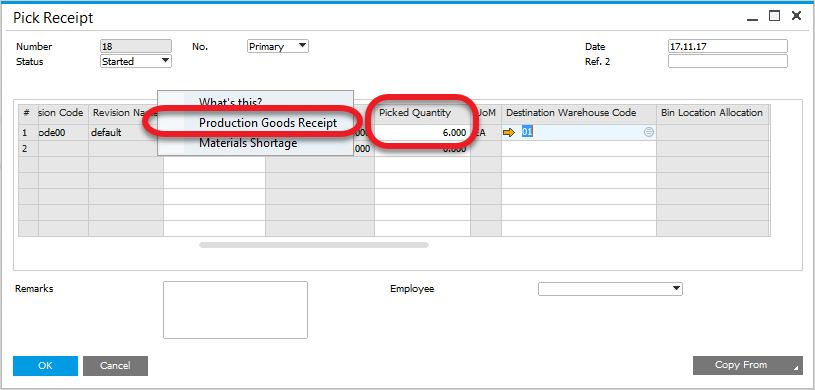 Pick Receipt
Number 18 No. Primary Date 17.11.17
Status Started Ref. 2
What's this?
# sion Code Revision Na Picked Quantity UoM Destination Warehouse Code Bin Location Allocation
Production Goods Receipt
1 ode00 default 000 6.000 EA 01
Materials Shortage
2 000 0.000
Remarks Employee
OK Cancel Copy From